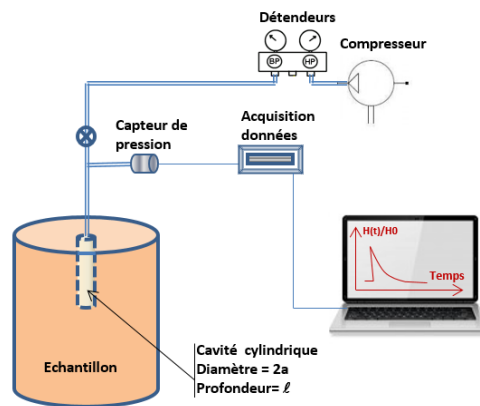 Détendeurs
BP
HP
Compresseur
Capteur de
pression
Acquisition
données
H(t)/H0
Temps
Echantillon
Cavité cylindrique
Diamètre = 2a
Profondeur= ℓ